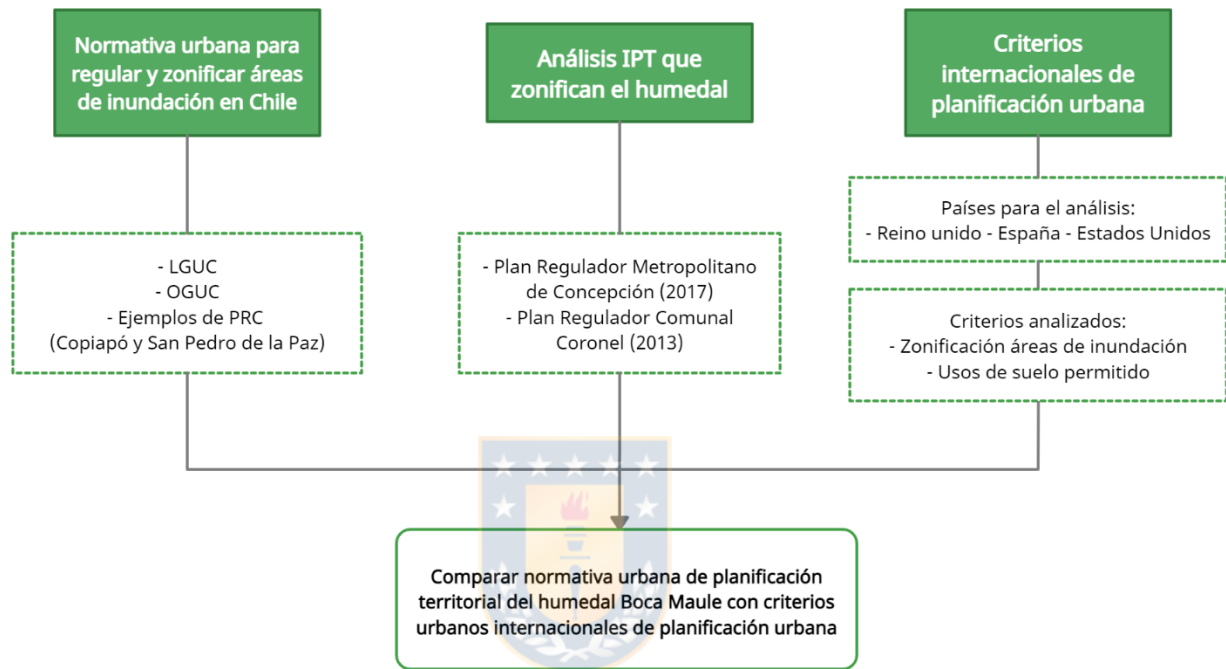 Normativa urbana para
regular y zonificar áreas
de inundación en Chile
- LGUC
- OGUC
- Ejemplos de PRC
(Copiapó y San Pedro de la Paz)
Análisis IPT que
zonifican el humedal
- Plan Regulador Metropolitano
de Concepción (2017)
- Plan Regulador Comunal
Coronel (2013)
Criterios
internacionales de
planificación urbana
Países para el análisis:
- Reino unido - España - Estados Unidos
Criterios analizados:
- Zonificación áreas de inundación
- Usos de suelo permitido
Comparar normativa urbana de planificación
territorial del humedal Boca Maule con criterios
urbanos internacionales de planificación urbana